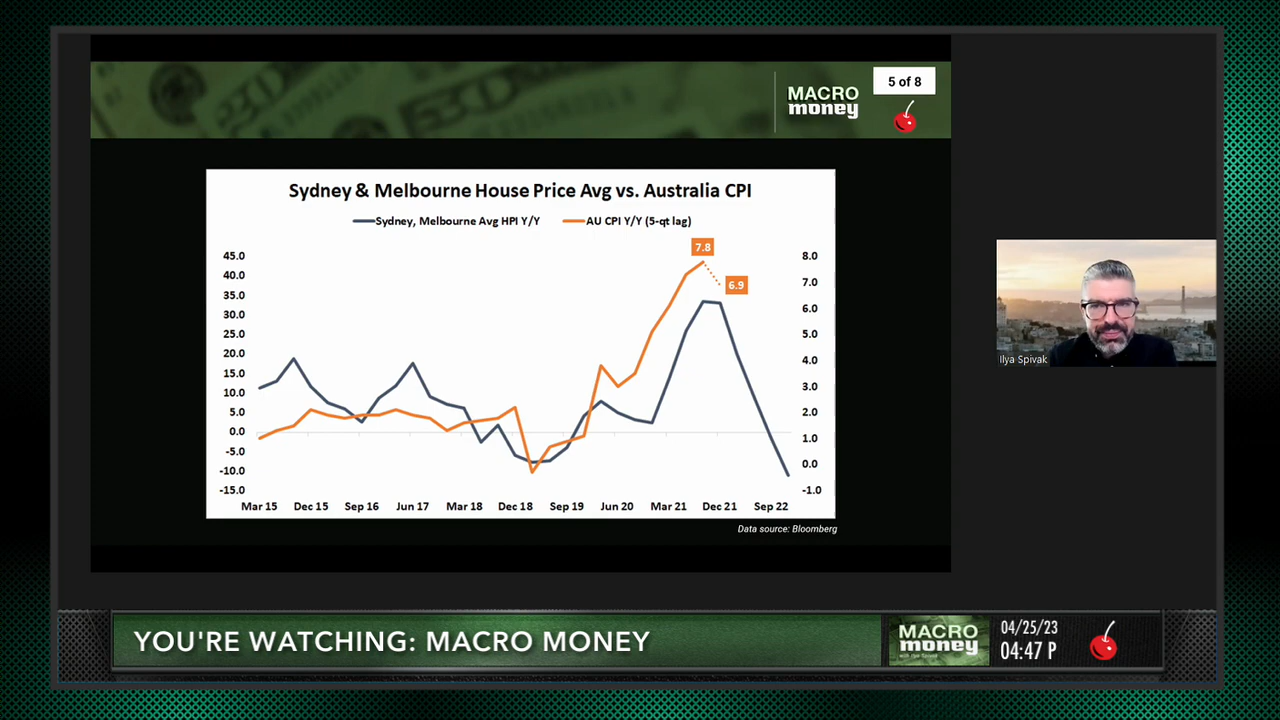 MACRO
money
5 of 8
Sydney & Melbourne House Price Avg vs. Australia CPI
Sydney, Melbourne Avg HPI Y/Y AU CPI Y/Y (5-qt lag)
7.8
6.9
45.0 8.0
40.0
35.0 7.0
30.0 6.0
25.0 5.0
20.0 4.0
15.0
10.0 3.0
5.0 2.0
0.0 1.0
-5.0
-10.0 0.0
-15.0 -1.0
Mar 15 Dec 15 Sep 16 Jun 17 Mar 18 Dec 18 Sep 19 Jun 20 Mar 21 Dec 21 Sep 22
Data source: Bloomberg
Ilya Spivak
YOU'RE WATCHING: MACRO MONEY
MACRO
money
04/25/23
04:47 P